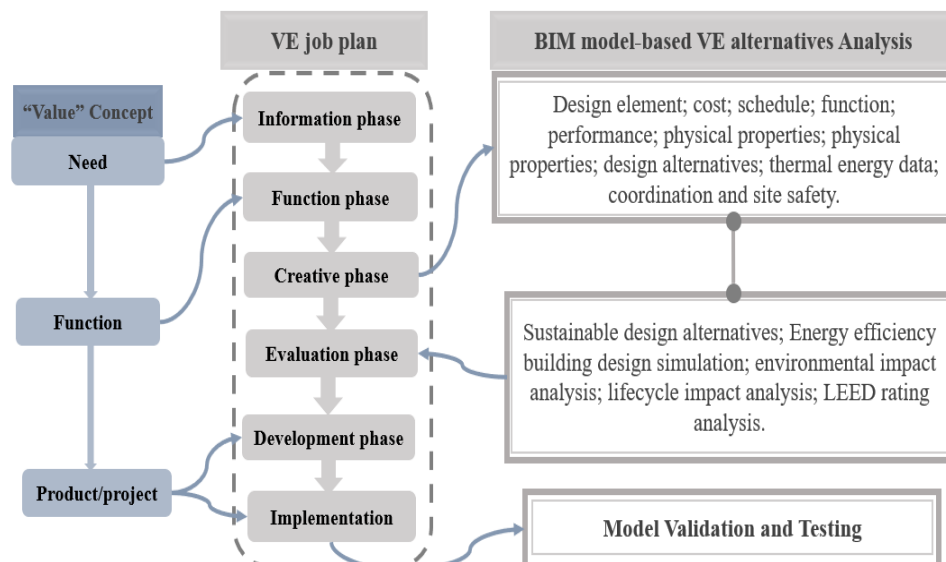 VE job plan
BIM model-based VE alternatives Analysis
“Value” Concept
Need
Function
Product/project
Information phase
Function phase
Creative phase
Evaluation phase
Development phase
Implementation
Design element; cost; schedule; function;
performance; physical properties; physical
properties; design alternatives; thermal energy data;
coordination and site safety.
Sustainable design alternatives; Energy efficiency
building design simulation; environmental impact
analysis; lifecycle impact analysis; LEED rating
analysis.
Model Validation and Testing